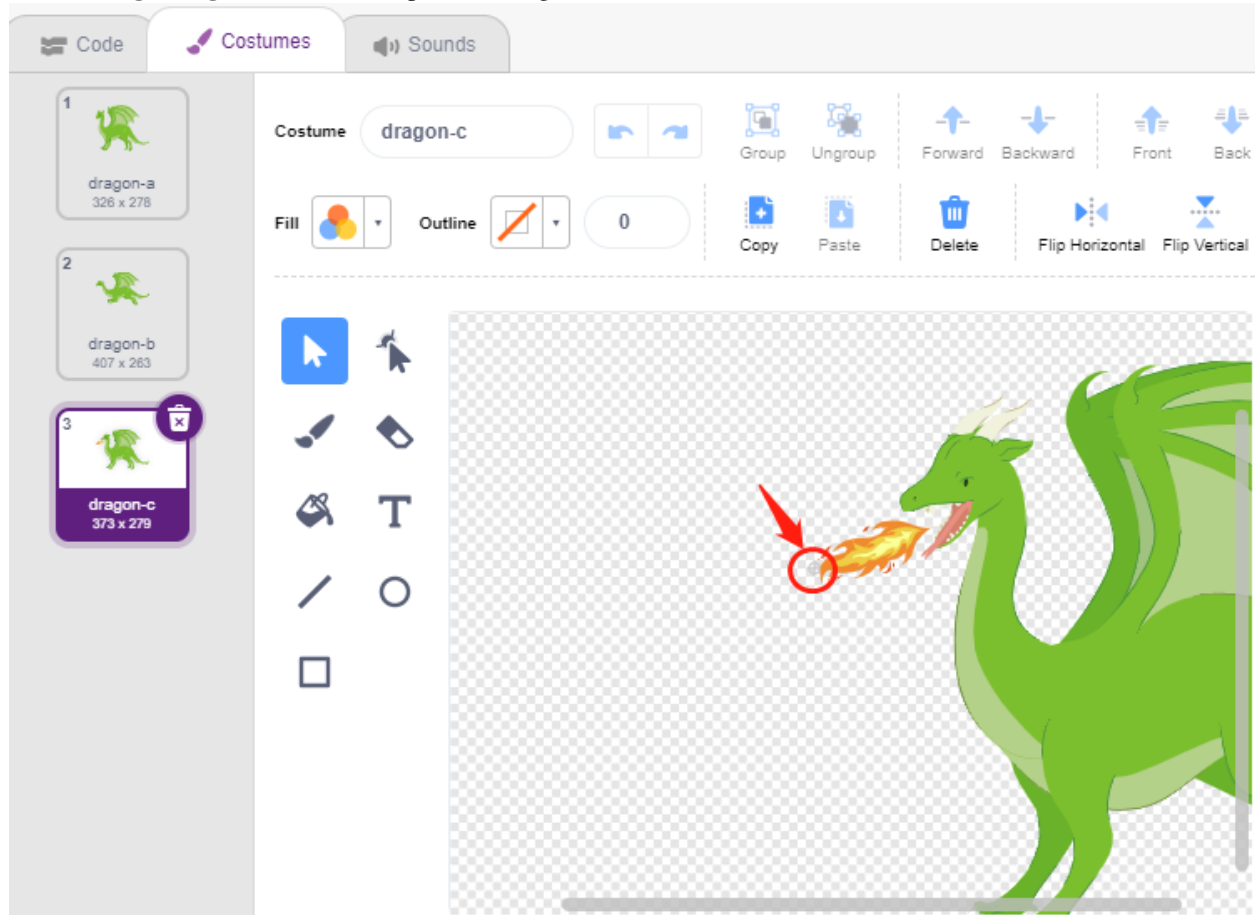 Code
Costumes
Sounds
1
dragon-a
326 x 278
2
dragon-b
407 x 263
3
dragon-c
373 x 279
Costume dragon-c
Group Ungroup Forward Backward Front Back
Fill Outline 0
Copy Paste Delete Flip Horizontal Flip Vertical
T